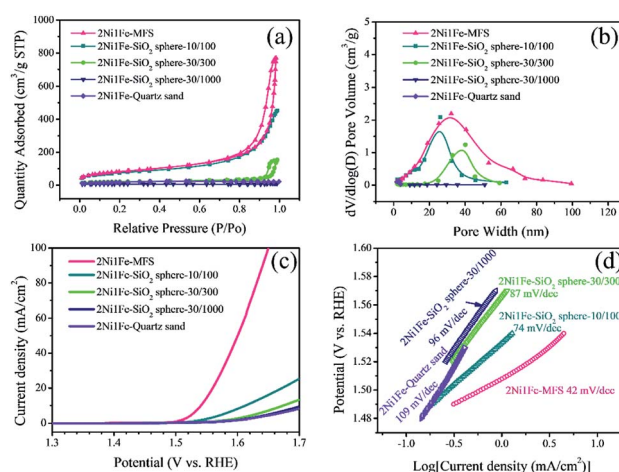 2Ni1Fe-MFS
2Ni1Fe-SiO2 sphere-10/100
2Ni1Fe-SiO2 sphere-30/300
2Ni1Fe-SiO2 sphere-30/1000
2Ni1Fe-Quartz sand
(a)
Quantity Adsorbed (cm³/g STP)
1000
800
600
400
200
0
0.0 0.2 0.4 0.6 0.8 1.0
Relative Pressure (P/Po)
2Ni1Fe-MFS
2Ni1Fe-SiO2 sphere-10/100
2Ni1Fe-SiO2 sphere-30/300
2Ni1Fe-SiO2 sphere-30/1000
2Ni1Fe-Quartz sand
(b)
dV/dlog(D) Pore Volume (cm³/g)
5
4
3
2
1
0
0 20 40 60 80 100
Pore Width (nm)
2Ni1Fe-MFS
2Ni1Fe-SiO2 sphere-10/100
2Ni1Fe-SiO2 sphere-30/300
2Ni1Fe-SiO2 sphere-30/1000
2Ni1Fe-Quartz sand
(c)
Current density (mA/cm²)
100
80
60
40
20
0
1.3 1.4 1.5 1.6 1.7
Potential (V vs. RHE)
(d)
2Ni1Fe-SiO2 sphere-30/1000
96 mV/dec
2Ni1Fe-SiO2 sphere-30/300
87 mV/dec
2Ni1Fe-SiO2 sphere-10/100
74 mV/dec
2Ni1Fe-Quartz sand
109 mV/dec
2Ni1Fe-MFS 42 mV/dec
Potential (V vs. RHE)
1.60
1.56
1.52
1.48
-1.0 -0.5 0.0 0.5 1.0
Log[Current density (mA/cm²)]